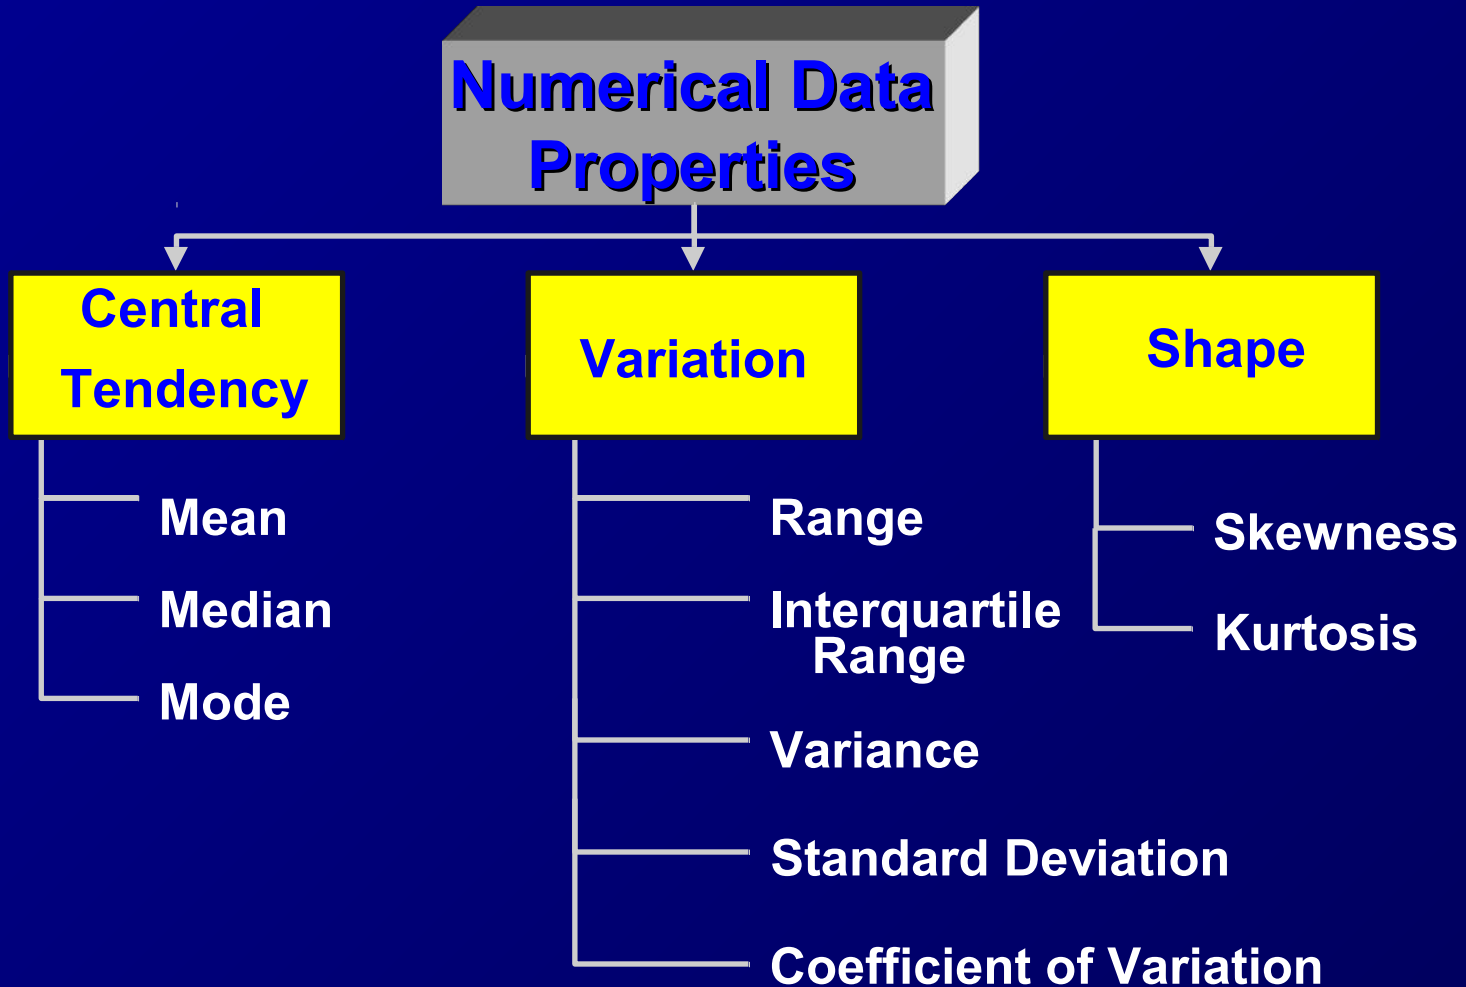 Numerical Data
Properties
Central
Tendency
Mean
Median
Mode
Variation
Range
Interquartile
Range
Variance
Standard Deviation
Coefficient of Variation
Shape
Skewness
Kurtosis